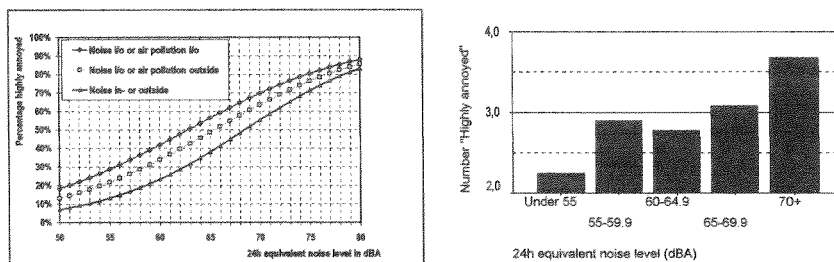 Percentage highly annoyed
100%
90%
80%
70%
60%
50%
40%
30%
20%
10%
0%
Noise i/o or air pollution i/o
Noise i/o or air pollution outside
Noise in- or outside
50 55 60 65 70 75 80
24h equivalent noise level in dBA
Number "Highly annoyed"
4,0
3,0
2,0
Under 55 60-64.9 70+
55-59.9 65-69.9
24h equivalent noise level (dBA)